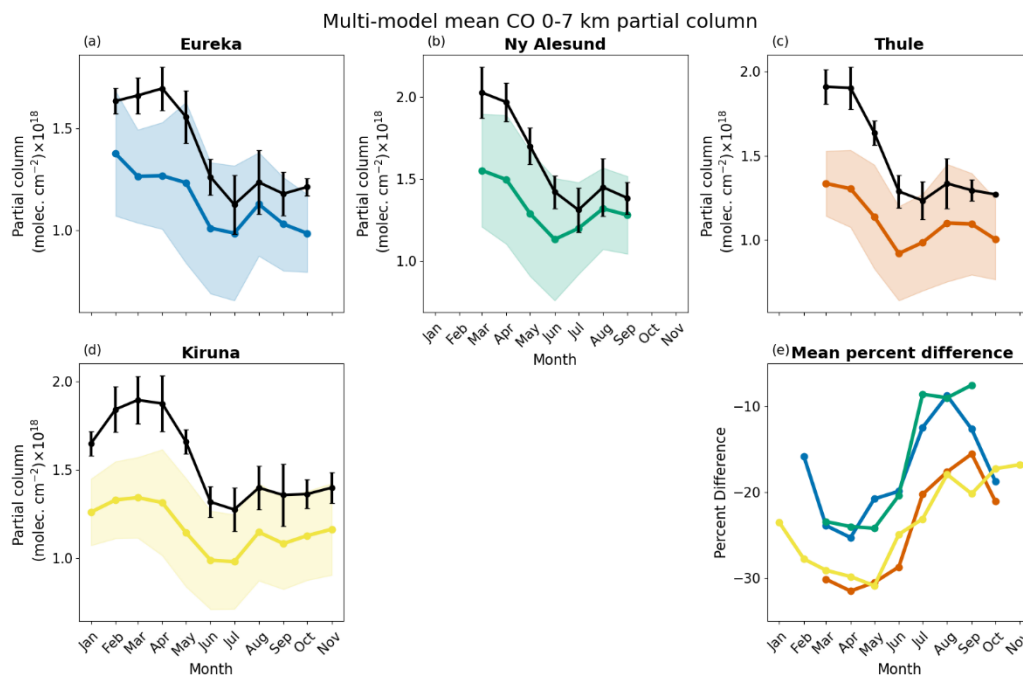 Multi-model mean CO 0-7 km partial column
(a) Eureka
Partial column
(molec. cm⁻²)×10¹⁸
1.5
1.0
(b) Ny Alesund
Partial column
(molec. cm⁻²)×10¹⁸
2.0
1.5
1.0
Jan Feb Mar Apr May Jun Jul Aug Sep Oct Nov
Month
(c) Thule
Partial column
(molec. cm⁻²)×10¹⁸
2.0
1.5
1.0
(d) Kiruna
Partial column
(molec. cm⁻²)×10¹⁸
2.0
1.5
1.0
Jan Feb Mar Apr May Jun Jul Aug Sep Oct Nov
Month
(e) Mean percent difference
Percent Difference
−10
−20
−30
Jan Feb Mar Apr May Jun Jul Aug Sep Oct Nov
Month